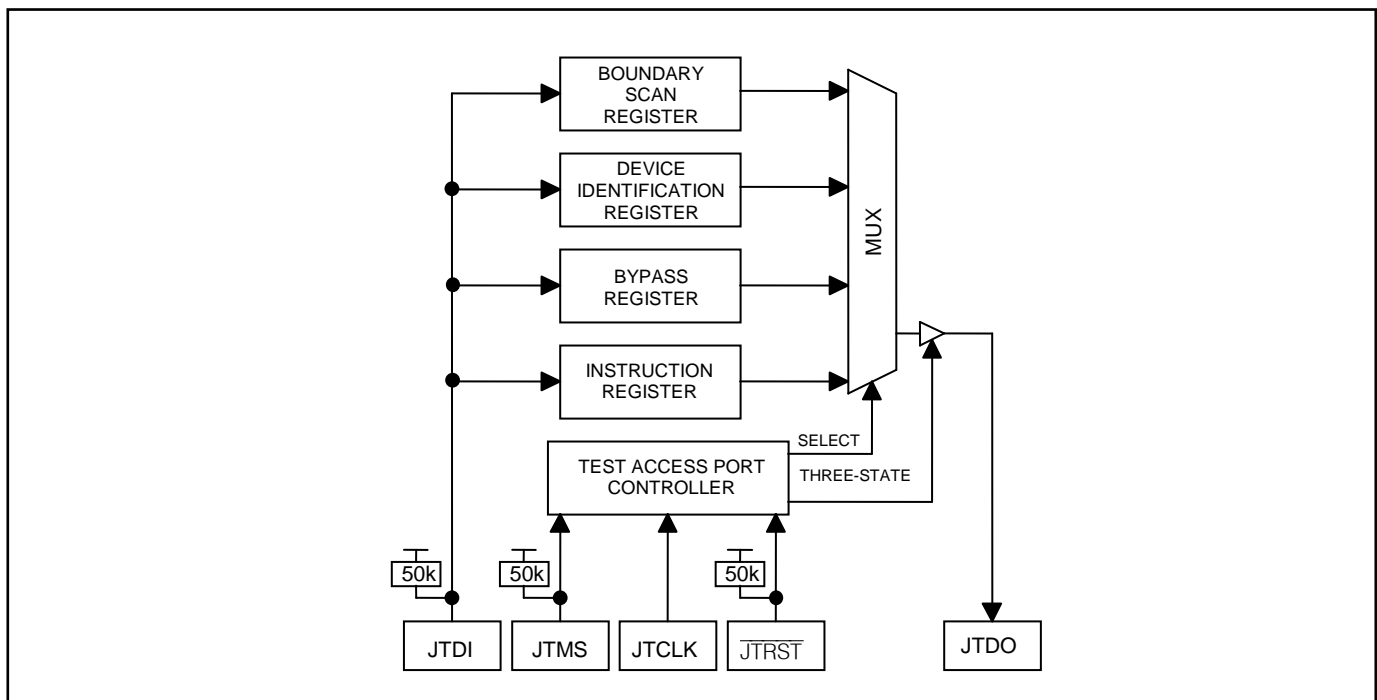 BOUNDARY
SCAN
REGISTER
DEVICE
IDENTIFICATION
REGISTER
MUX
BYPASS
REGISTER
INSTRUCTION
REGISTER
SELECT
TEST ACCESS PORT
CONTROLLER
THREE-STATE
50k
50k
50k
JTDI
JTMS
JTCLK
JTRST
JTDO